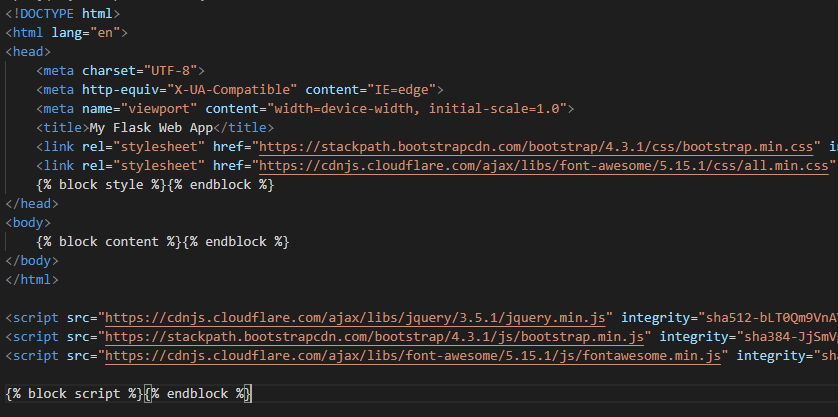 <!DOCTYPE html>
<html lang="en">
<head>
    <meta charset="UTF-8">
    <meta http-equiv="X-UA-Compatible" content="IE=edge">
    <meta name="viewport" content="width=device-width, initial-scale=1.0">
    <title>My Flask Web App</title>
    <link rel="stylesheet" href="https://stackpath.bootstrapcdn.com/bootstrap/4.3.1/css/bootstrap.min.css" in
    <link rel="stylesheet" href="https://cdnjs.cloudflare.com/ajax/libs/font-awesome/5.15.1/css/all.min.css"
    {% block style %}{% endblock %}
</head>
<body>
    {% block content %}{% endblock %}
</body>
</html>
<script src="https://cdnjs.cloudflare.com/ajax/libs/jquery/3.5.1/jquery.min.js" integrity="sha512-bLT0Qm9VnA
<script src="https://stackpath.bootstrapcdn.com/bootstrap/4.3.1/js/bootstrap.min.js" integrity="sha384-JjSmV
<script src="https://cdnjs.cloudflare.com/ajax/libs/font-awesome/5.15.1/js/fontawesome.min.js" integrity="sh
{% block script %}{% endblock %}